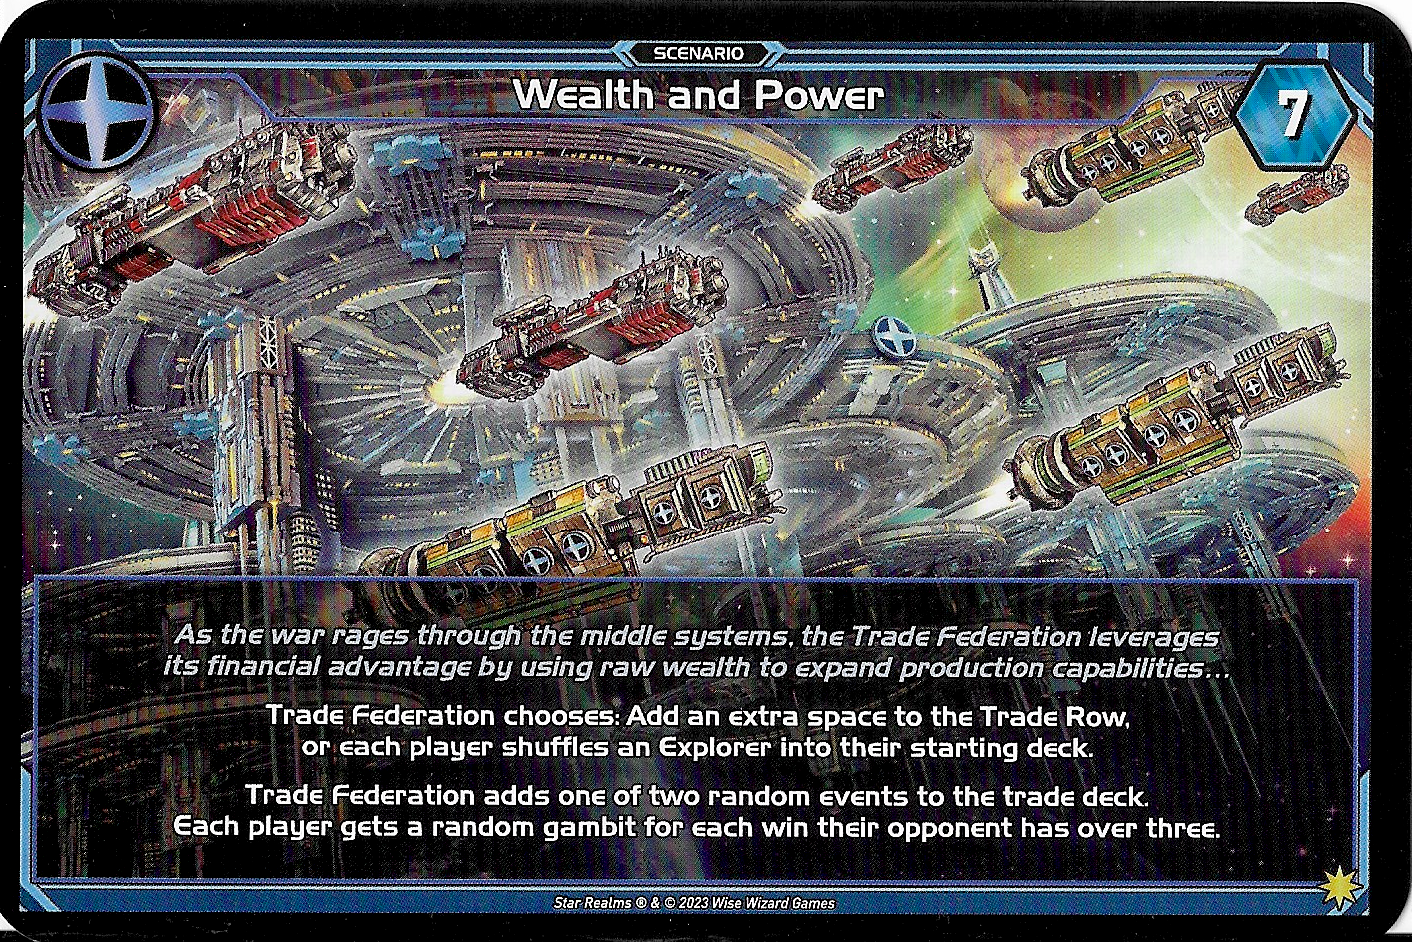 SCENARIO
Wealth and Power
7
As the war rages through the middle systems, the Trade Federation leverages
its financial advantage by using raw wealth to expand production capabilities...
Trade Federation chooses: Add an extra space to the Trade Row,
or each player shuffles an Explorer into their starting deck.
Trade Federation adds one of two random events to the trade deck.
Each player gets a random gambit for each win their opponent has over three.
Star Realms ® & © 2023 Wise Wizard Games